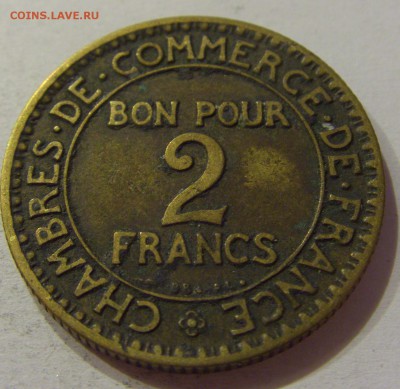 COINS.LAVE.RU
CHAMBRES·DE·COMMERCE·DE·FRANCE
BON POUR
2
FRANCS